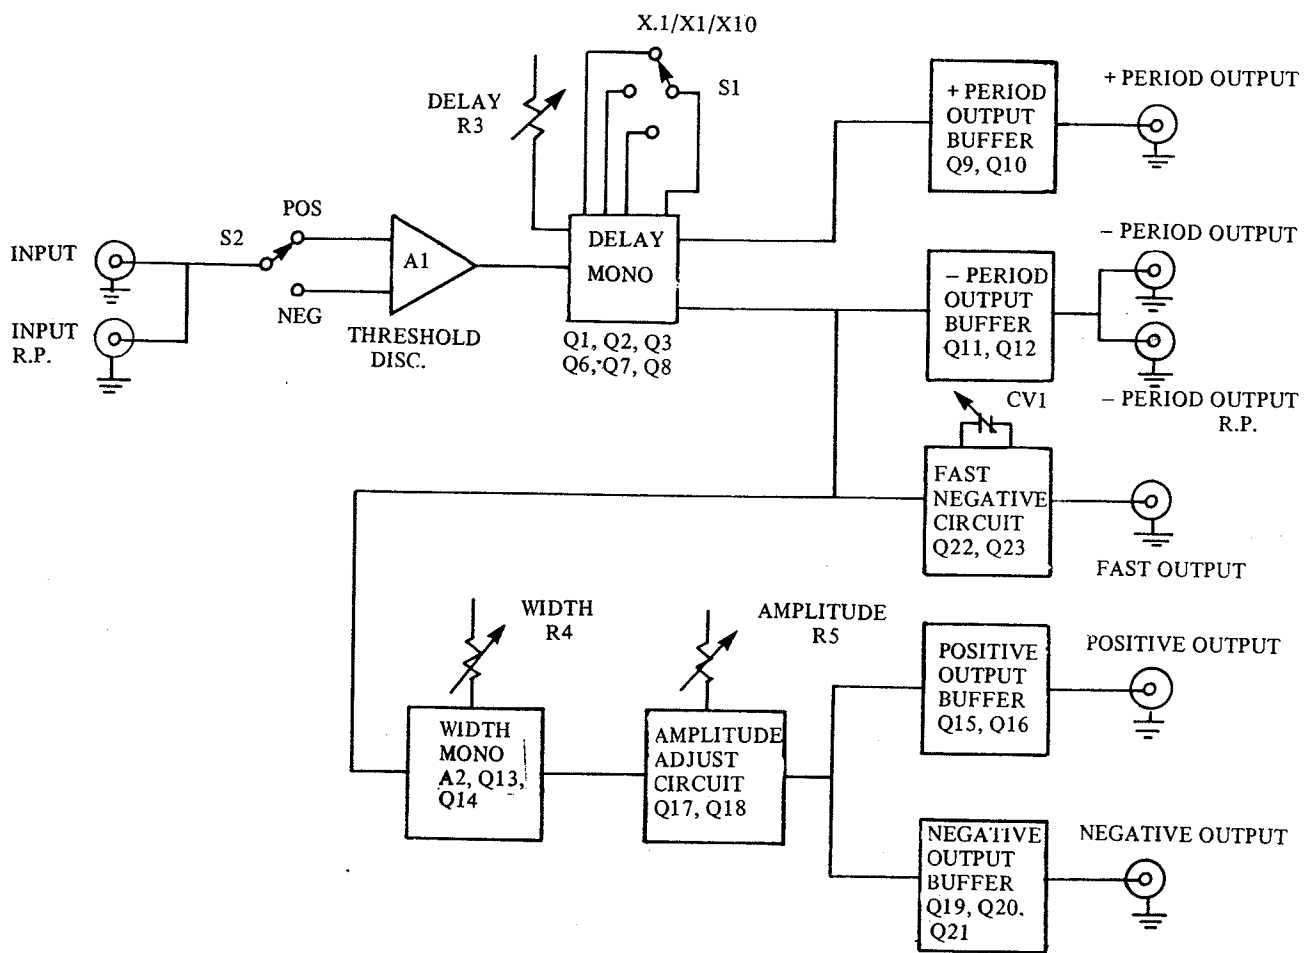 X.1/X1/X10
S1
DELAY
R3
+ PERIOD
OUTPUT
BUFFER
Q9, Q10
+ PERIOD OUTPUT
INPUT
INPUT
R.P.
S2
POS
NEG
A1
THRESHOLD
DISC.
DELAY
MONO
Q1, Q2, Q3
Q6, Q7, Q8
– PERIOD
OUTPUT
BUFFER
Q11, Q12
– PERIOD OUTPUT
– PERIOD OUTPUT
R.P.
CV1
FAST
NEGATIVE
CIRCUIT
Q22, Q23
FAST OUTPUT
WIDTH
R4
AMPLITUDE
R5
WIDTH
MONO
A2, Q13,
Q14
AMPLITUDE
ADJUST
CIRCUIT
Q17, Q18
POSITIVE
OUTPUT
BUFFER
Q15, Q16
POSITIVE OUTPUT
NEGATIVE
OUTPUT
BUFFER
Q19, Q20.
Q21
NEGATIVE OUTPUT